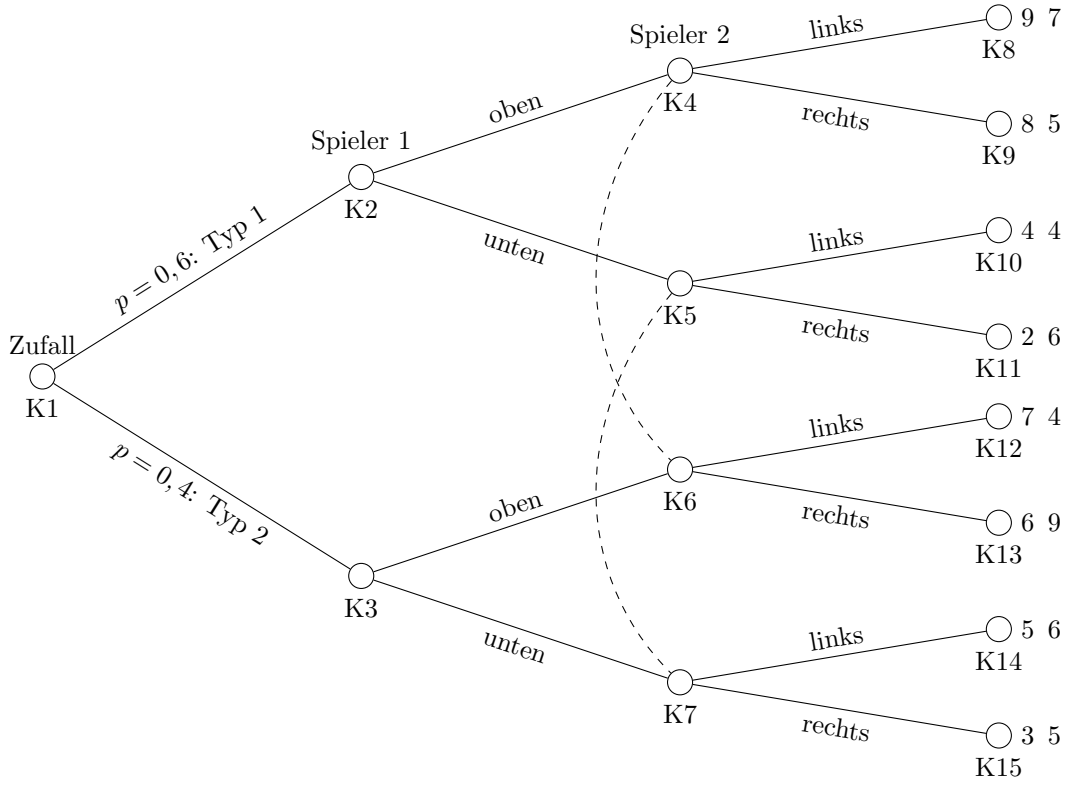 Zufall
K1
p = 0,6: Typ 1
p = 0,4: Typ 2
Spieler 1
K2
oben
unten
K3
oben
unten
Spieler 2
K4
links
rechts
K5
links
rechts
K6
links
rechts
K7
links
rechts
9 7
K8
8 5
K9
4 4
K10
2 6
K11
7 4
K12
6 9
K13
5 6
K14
3 5
K15